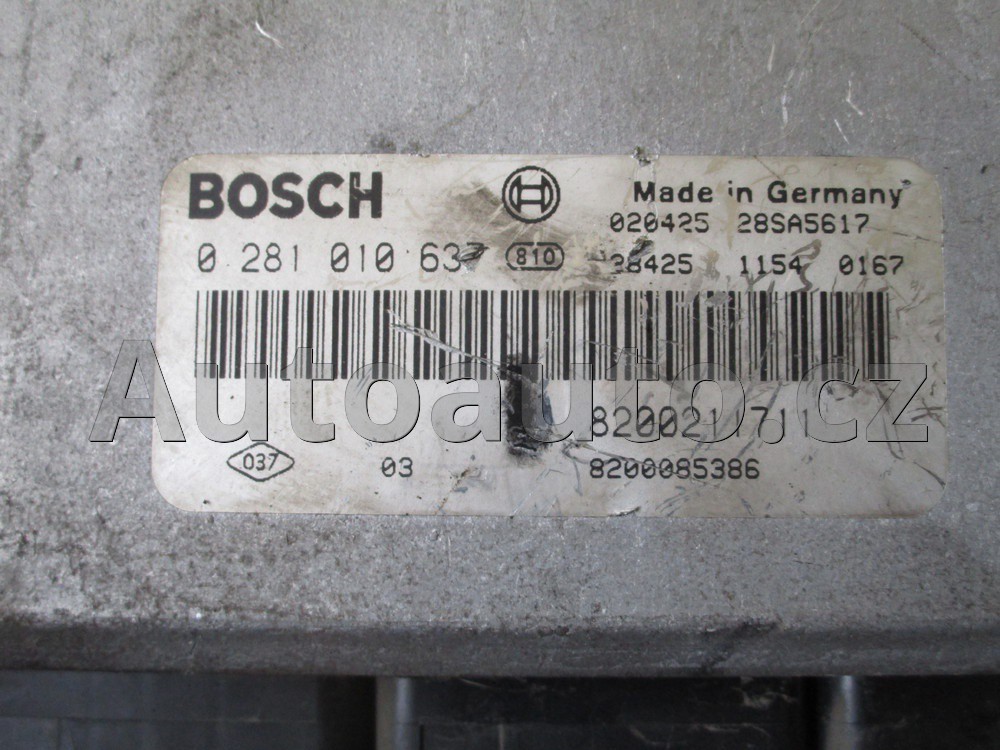 BOSCH Made in Germany
020425 28SA5617
0 281 010 637 810 28425 1154 0167
Autoauto.cz
8200211711
037 03 8200085386